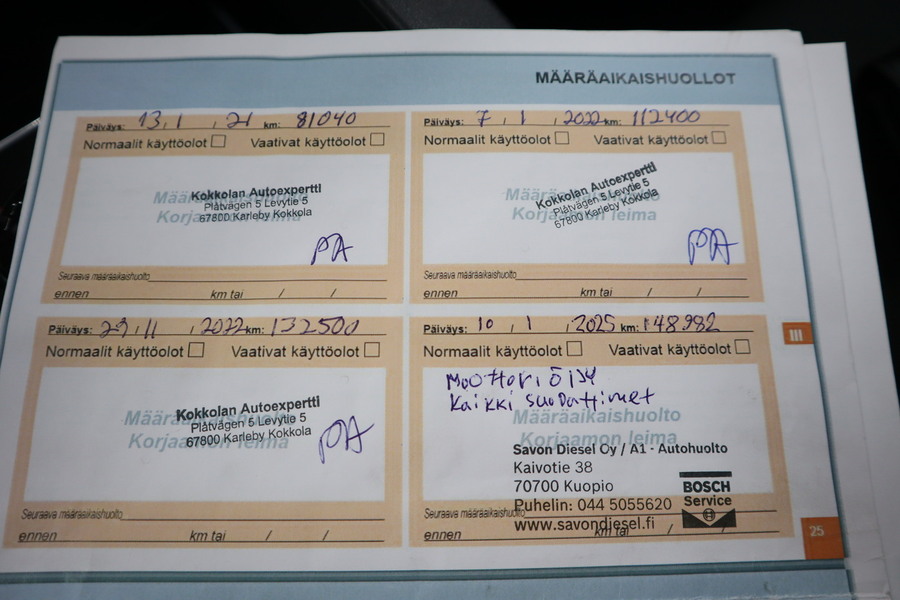 MÄÄRÄAIKAISHUOLLOT
Päiväys: 13.1.21 km: 81040
Normaalit käyttöolot Vaativat käyttöolot
Määräaikaishuolto
Korjaamon leima
Kokkolan Autoexpertti
Plåtvägen 5 Levytie 5
67800 Karleby Kokkola
PA
Seuraava määräaikaishuolto
ennen km tai / /
Päiväys: 7.1.2022 km: 112400
Normaalit käyttöolot Vaativat käyttöolot
Määräaikaishuolto
Korjaamon leima
Kokkolan Autoexpertti
Plåtvägen 5 Levytie 5
67800 Karleby Kokkola
PA
Seuraava määräaikaishuolto
ennen km tai / /
Päiväys: 29.11.2022 km: 132500
Normaalit käyttöolot Vaativat käyttöolot
Määräaikaishuolto
Korjaamon leima
Kokkolan Autoexpertti
Plåtvägen 5 Levytie 5
67800 Karleby Kokkola
PA
Seuraava määräaikaishuolto
ennen km tai / /
Päiväys: 10.1.2025 km: 148982
Normaalit käyttöolot Vaativat käyttöolot
Moottoriöljy
Kaikki suodattimet
Määräaikaishuolto
Korjaamon leima
Savon Diesel Oy / A1 - Autohuolto
Kaivotie 38
70700 Kuopio
Puhelin: 044 5055620
www.savondiesel.fi
BOSCH
Service
Seuraava määräaikaishuolto
ennen km tai / /
III
25